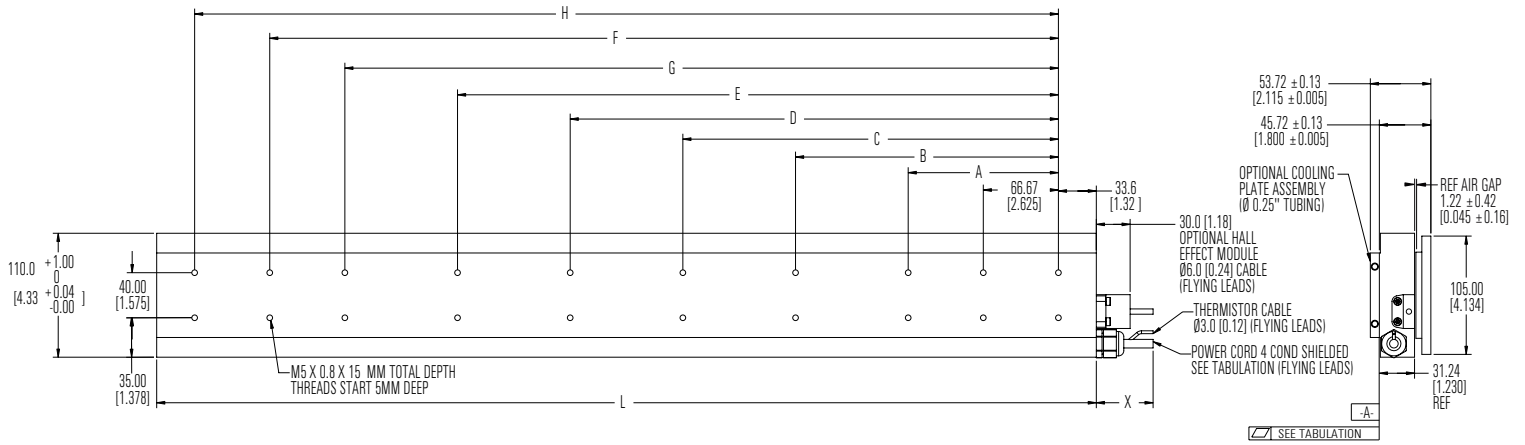 H
F
G
E
D
C
B
A
66.67
[2.625]
33.6
[1.32]
30.0 [1.18]
OPTIONAL HALL
EFFECT MODULE
Ø6.0 [0.24] CABLE
(FLYING LEADS)
THERMISTOR CABLE
Ø3.0 [0.12] (FLYING LEADS)
POWER CORD 4 COND SHIELDED
SEE TABULATION (FLYING LEADS)
110.0 +1.00
0
[4.33 +0.04
-0.00 ]
40.00
[1.575]
35.00
[1.378]
M5 X 0.8 X 15 MM TOTAL DEPTH
THREADS START 5MM DEEP
L
X
53.72 ±0.13
[2.115 ±0.005]
45.72 ±0.13
[1.800 ±0.005]
OPTIONAL COOLING
PLATE ASSEMBLY
(Ø 0.25" TUBING)
REF AIR GAP
1.22 ±0.42
[0.045 ±0.16]
105.00
[4.134]
31.24
[1.230]
REF
-A-
SEE TABULATION